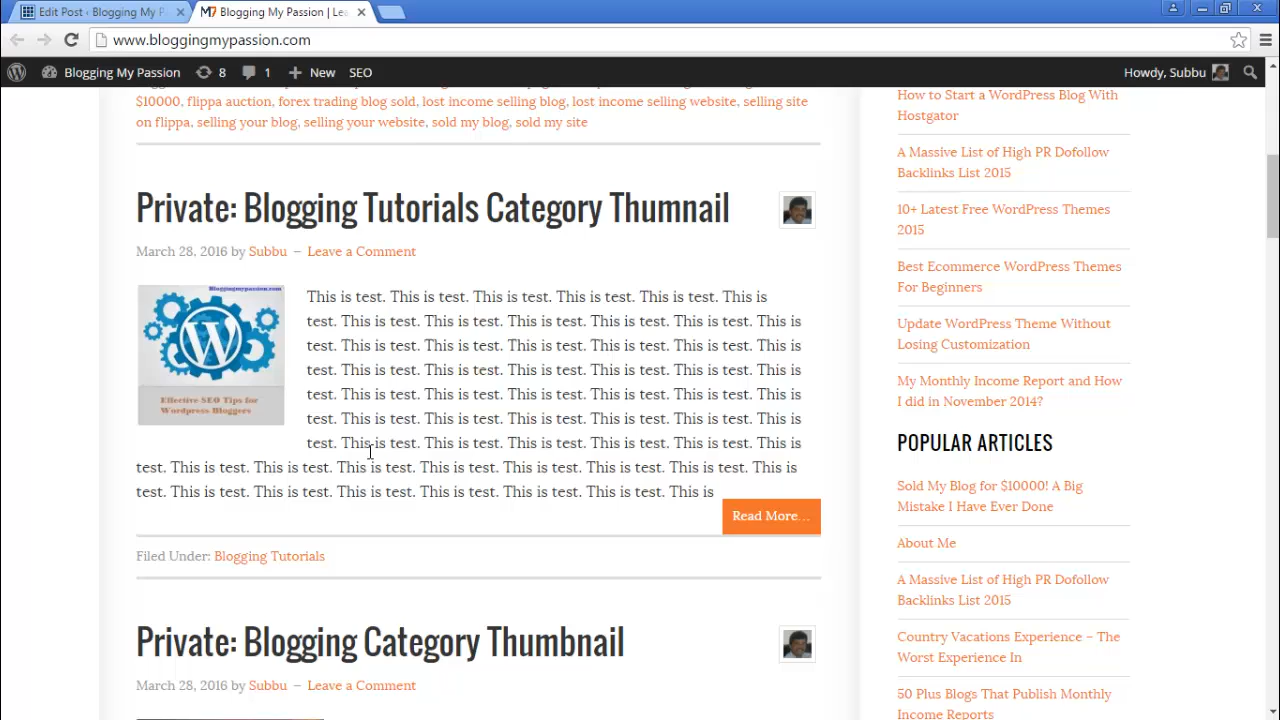 Edit Post ‹ Blogging My P
Blogging My Passion | Lea
www.bloggingmypassion.com
Blogging My Passion
8
1
New
SEO
Howdy, Subbu
$10000, flippa auction, forex trading blog sold, lost income selling blog, lost income selling website, selling site
on flippa, selling your blog, selling your website, sold my blog, sold my site
Private: Blogging Tutorials Category Thumnail
March 28, 2016 by Subbu – Leave a Comment
Bloggingmypassion.com
Effective SEO Tips for
Wordpress Bloggers
This is test. This is test. This is test. This is test. This is test. This is
test. This is test. This is test. This is test. This is test. This is test. This is
test. This is test. This is test. This is test. This is test. This is test. This is
test. This is test. This is test. This is test. This is test. This is test. This is
test. This is test. This is test. This is test. This is test. This is test. This is
test. This is test. This is test. This is test. This is test. This is test. This is
test. This is test. This is test. This is test. This is test. This is test. This is
test. This is test. This is test. This is test. This is test. This is test. This is test. This is test. This is
test. This is test. This is test. This is test. This is test. This is test. This is test. This is
Read More…
Filed Under: Blogging Tutorials
Private: Blogging Category Thumbnail
March 28, 2016 by Subbu – Leave a Comment
How to Start a WordPress Blog With
Hostgator
A Massive List of High PR Dofollow
Backlinks List 2015
10+ Latest Free WordPress Themes
2015
Best Ecommerce WordPress Themes
For Beginners
Update WordPress Theme Without
Losing Customization
My Monthly Income Report and How
I did in November 2014?
POPULAR ARTICLES
Sold My Blog for $10000! A Big
Mistake I Have Ever Done
About Me
A Massive List of High PR Dofollow
Backlinks List 2015
Country Vacations Experience – The
Worst Experience In
50 Plus Blogs That Publish Monthly
Income Reports